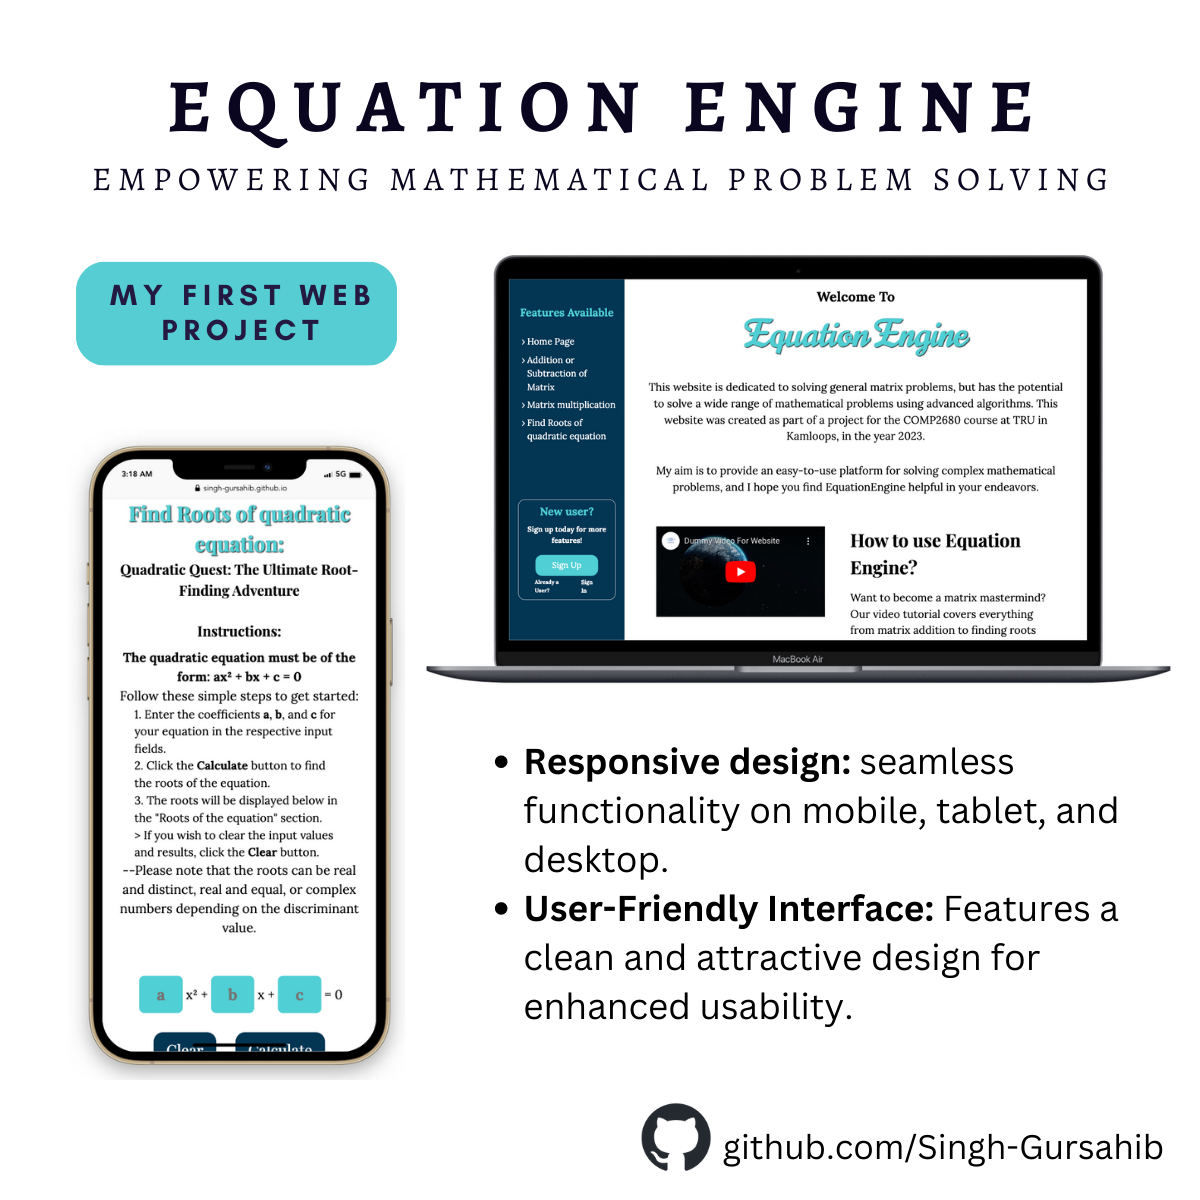 EQUATION ENGINE
EMPOWERING MATHEMATICAL PROBLEM SOLVING
MY FIRST WEB
PROJECT
Features Available
› Home Page
› Addition or
Subtraction of
Matrix
› Matrix multiplication
› Find Roots of
quadratic equation
New user?
Sign up today for more
features!
Sign Up
Already a
User?
Sign
In
Welcome To
Equation Engine
This website is dedicated to solving general matrix problems, but has the potential
to solve a wide range of mathematical problems using advanced algorithms. This
website was created as part of a project for the COMP2680 course at TRU in
Kamloops, in the year 2023.
My aim is to provide an easy-to-use platform for solving complex mathematical
problems, and I hope you find EquationEngine helpful in your endeavors.
Dummy Video For Website
How to use Equation
Engine?
Want to become a matrix mastermind?
Our video tutorial covers everything
from matrix addition to finding roots
MacBook Air
3:18 AM
5G
singh-gursahib.github.io
Find Roots of quadratic
equation:
Quadratic Quest: The Ultimate Root-
Finding Adventure
Instructions:
The quadratic equation must be of the
form: ax² + bx + c = 0
Follow these simple steps to get started:
1. Enter the coefficients a, b, and c for
your equation in the respective input
fields.
2. Click the Calculate button to find
the roots of the equation.
3. The roots will be displayed below in
the "Roots of the equation" section.
> If you wish to clear the input values
and results, click the Clear button.
--Please note that the roots can be real
and distinct, real and equal, or complex
numbers depending on the discriminant
value.
a x² + b x + c = 0
Clear Calculate
• Responsive design: seamless
functionality on mobile, tablet, and
desktop.
• User-Friendly Interface: Features a
clean and attractive design for
enhanced usability.
github.com/Singh-Gursahib